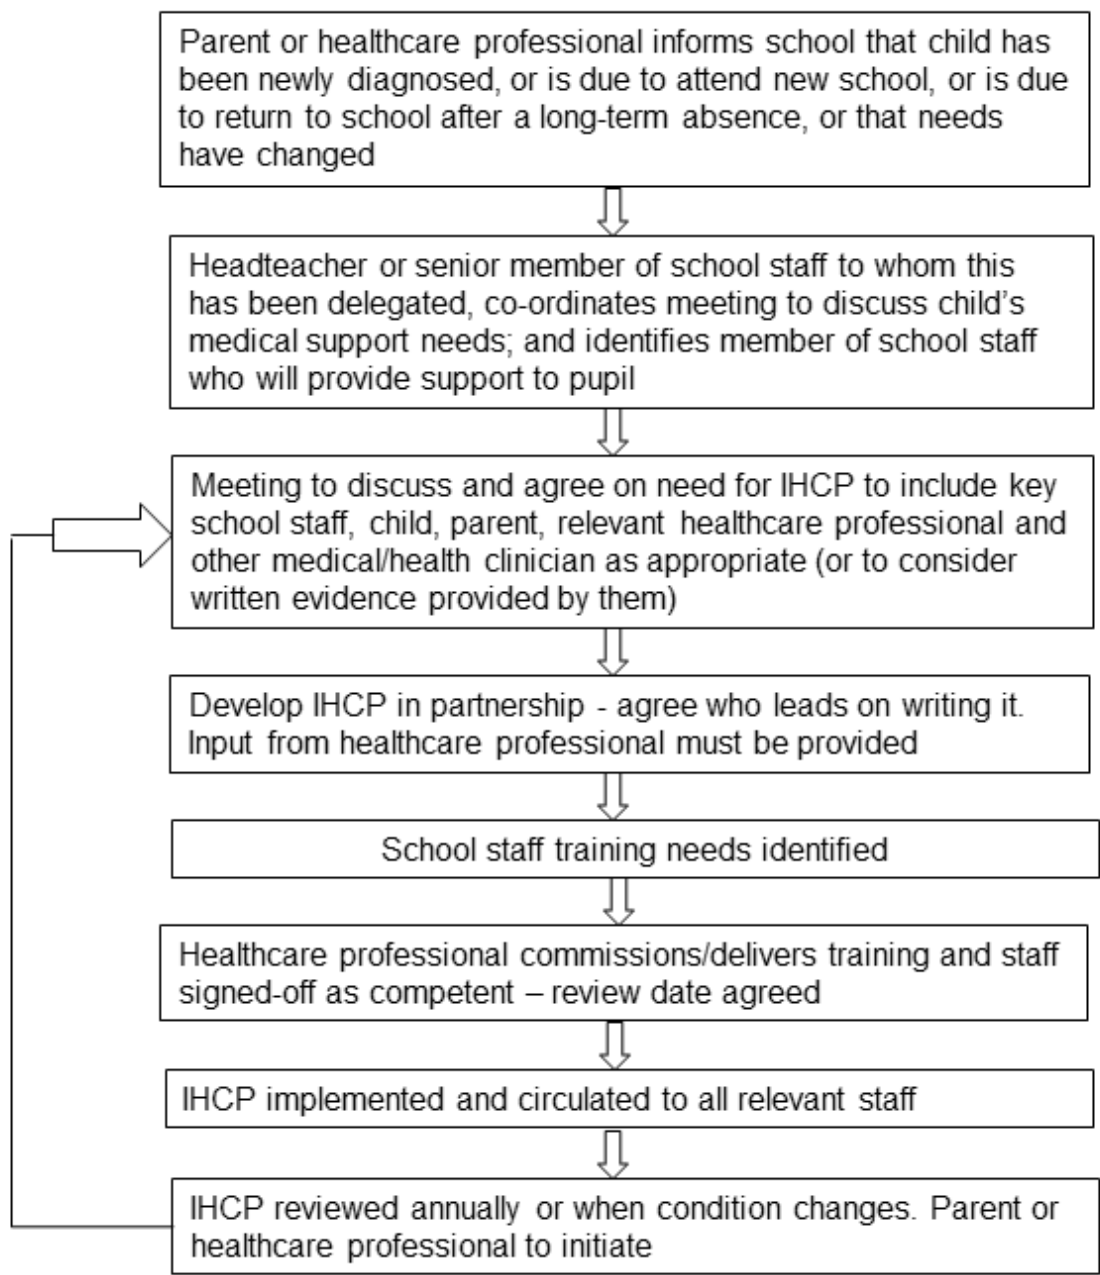 Parent or healthcare professional informs school that child has
been newly diagnosed, or is due to attend new school, or is due
to return to school after a long-term absence, or that needs
have changed
Headteacher or senior member of school staff to whom this
has been delegated, co-ordinates meeting to discuss child’s
medical support needs; and identifies member of school staff
who will provide support to pupil
Meeting to discuss and agree on need for IHCP to include key
school staff, child, parent, relevant healthcare professional and
other medical/health clinician as appropriate (or to consider
written evidence provided by them)
Develop IHCP in partnership - agree who leads on writing it.
Input from healthcare professional must be provided
School staff training needs identified
Healthcare professional commissions/delivers training and staff
signed-off as competent – review date agreed
IHCP implemented and circulated to all relevant staff
IHCP reviewed annually or when condition changes. Parent or
healthcare professional to initiate